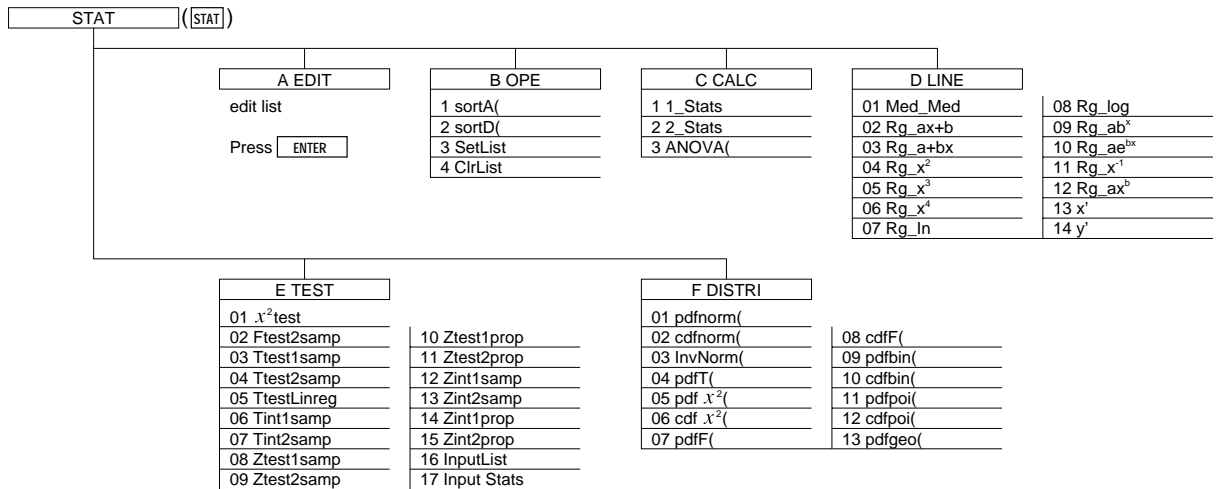 STAT (STAT)
A EDIT
edit list
Press ENTER
B OPE
1 sortA(
2 sortD(
3 SetList
4 ClrList
C CALC
1 1_Stats
2 2_Stats
3 ANOVA(
D LINE
01 Med_Med
02 Rg_ax+b
03 Rg_a+bx
04 Rg_x²
05 Rg_x³
06 Rg_x⁴
07 Rg_ln
08 Rg_log
09 Rg_abˣ
10 Rg_aeᵇˣ
11 Rg_x⁻¹
12 Rg_axᵇ
13 x'
14 y'
E TEST
01 x²test
02 Ftest2samp
03 Ttest1samp
04 Ttest2samp
05 TtestLinreg
06 Tint1samp
07 Tint2samp
08 Ztest1samp
09 Ztest2samp
10 Ztest1prop
11 Ztest2prop
12 Zint1samp
13 Zint2samp
14 Zint1prop
15 Zint2prop
16 InputList
17 Input Stats
F DISTRI
01 pdfnorm(
02 cdfnorm(
03 InvNorm(
04 pdfT(
05 pdf x²(
06 cdf x²(
07 pdfF(
08 cdfF(
09 pdfbin(
10 cdfbin(
11 pdfpoi(
12 cdfpoi(
13 pdfgeo(